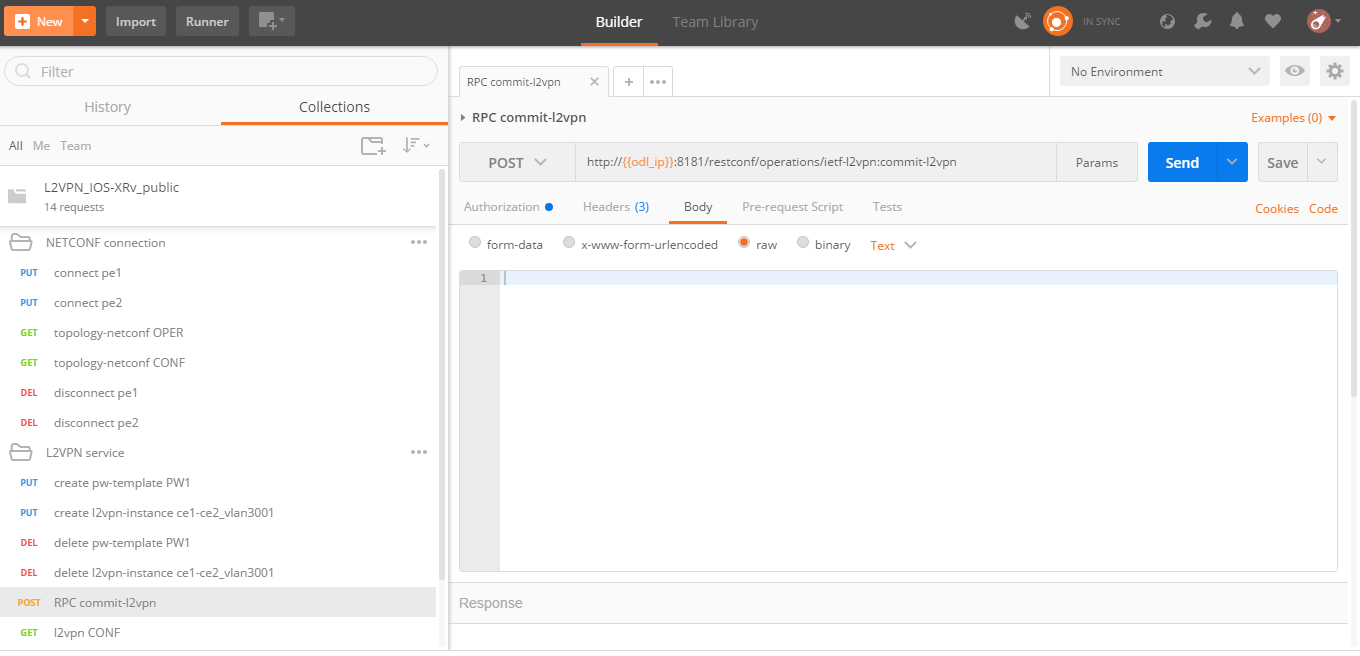 New
Import
Runner
Builder
Team Library
IN SYNC
Filter
History
Collections
All Me Team
L2VPN_IOS-XRv_public
14 requests
NETCONF connection
PUT connect pe1
PUT connect pe2
GET topology-netconf OPER
GET topology-netconf CONF
DEL disconnect pe1
DEL disconnect pe2
L2VPN service
PUT create pw-template PW1
PUT create l2vpn-instance ce1-ce2_vlan3001
DEL delete pw-template PW1
DEL delete l2vpn-instance ce1-ce2_vlan3001
POST RPC commit-l2vpn
GET l2vpn CONF
RPC commit-l2vpn
No Environment
RPC commit-l2vpn
Examples (0)
POST http://{{odl_ip}}:8181/restconf/operations/ietf-l2vpn:commit-l2vpn Params Send Save
Authorization Headers (3) Body Pre-request Script Tests Cookies Code
form-data x-www-form-urlencoded raw binary Text
1
Response